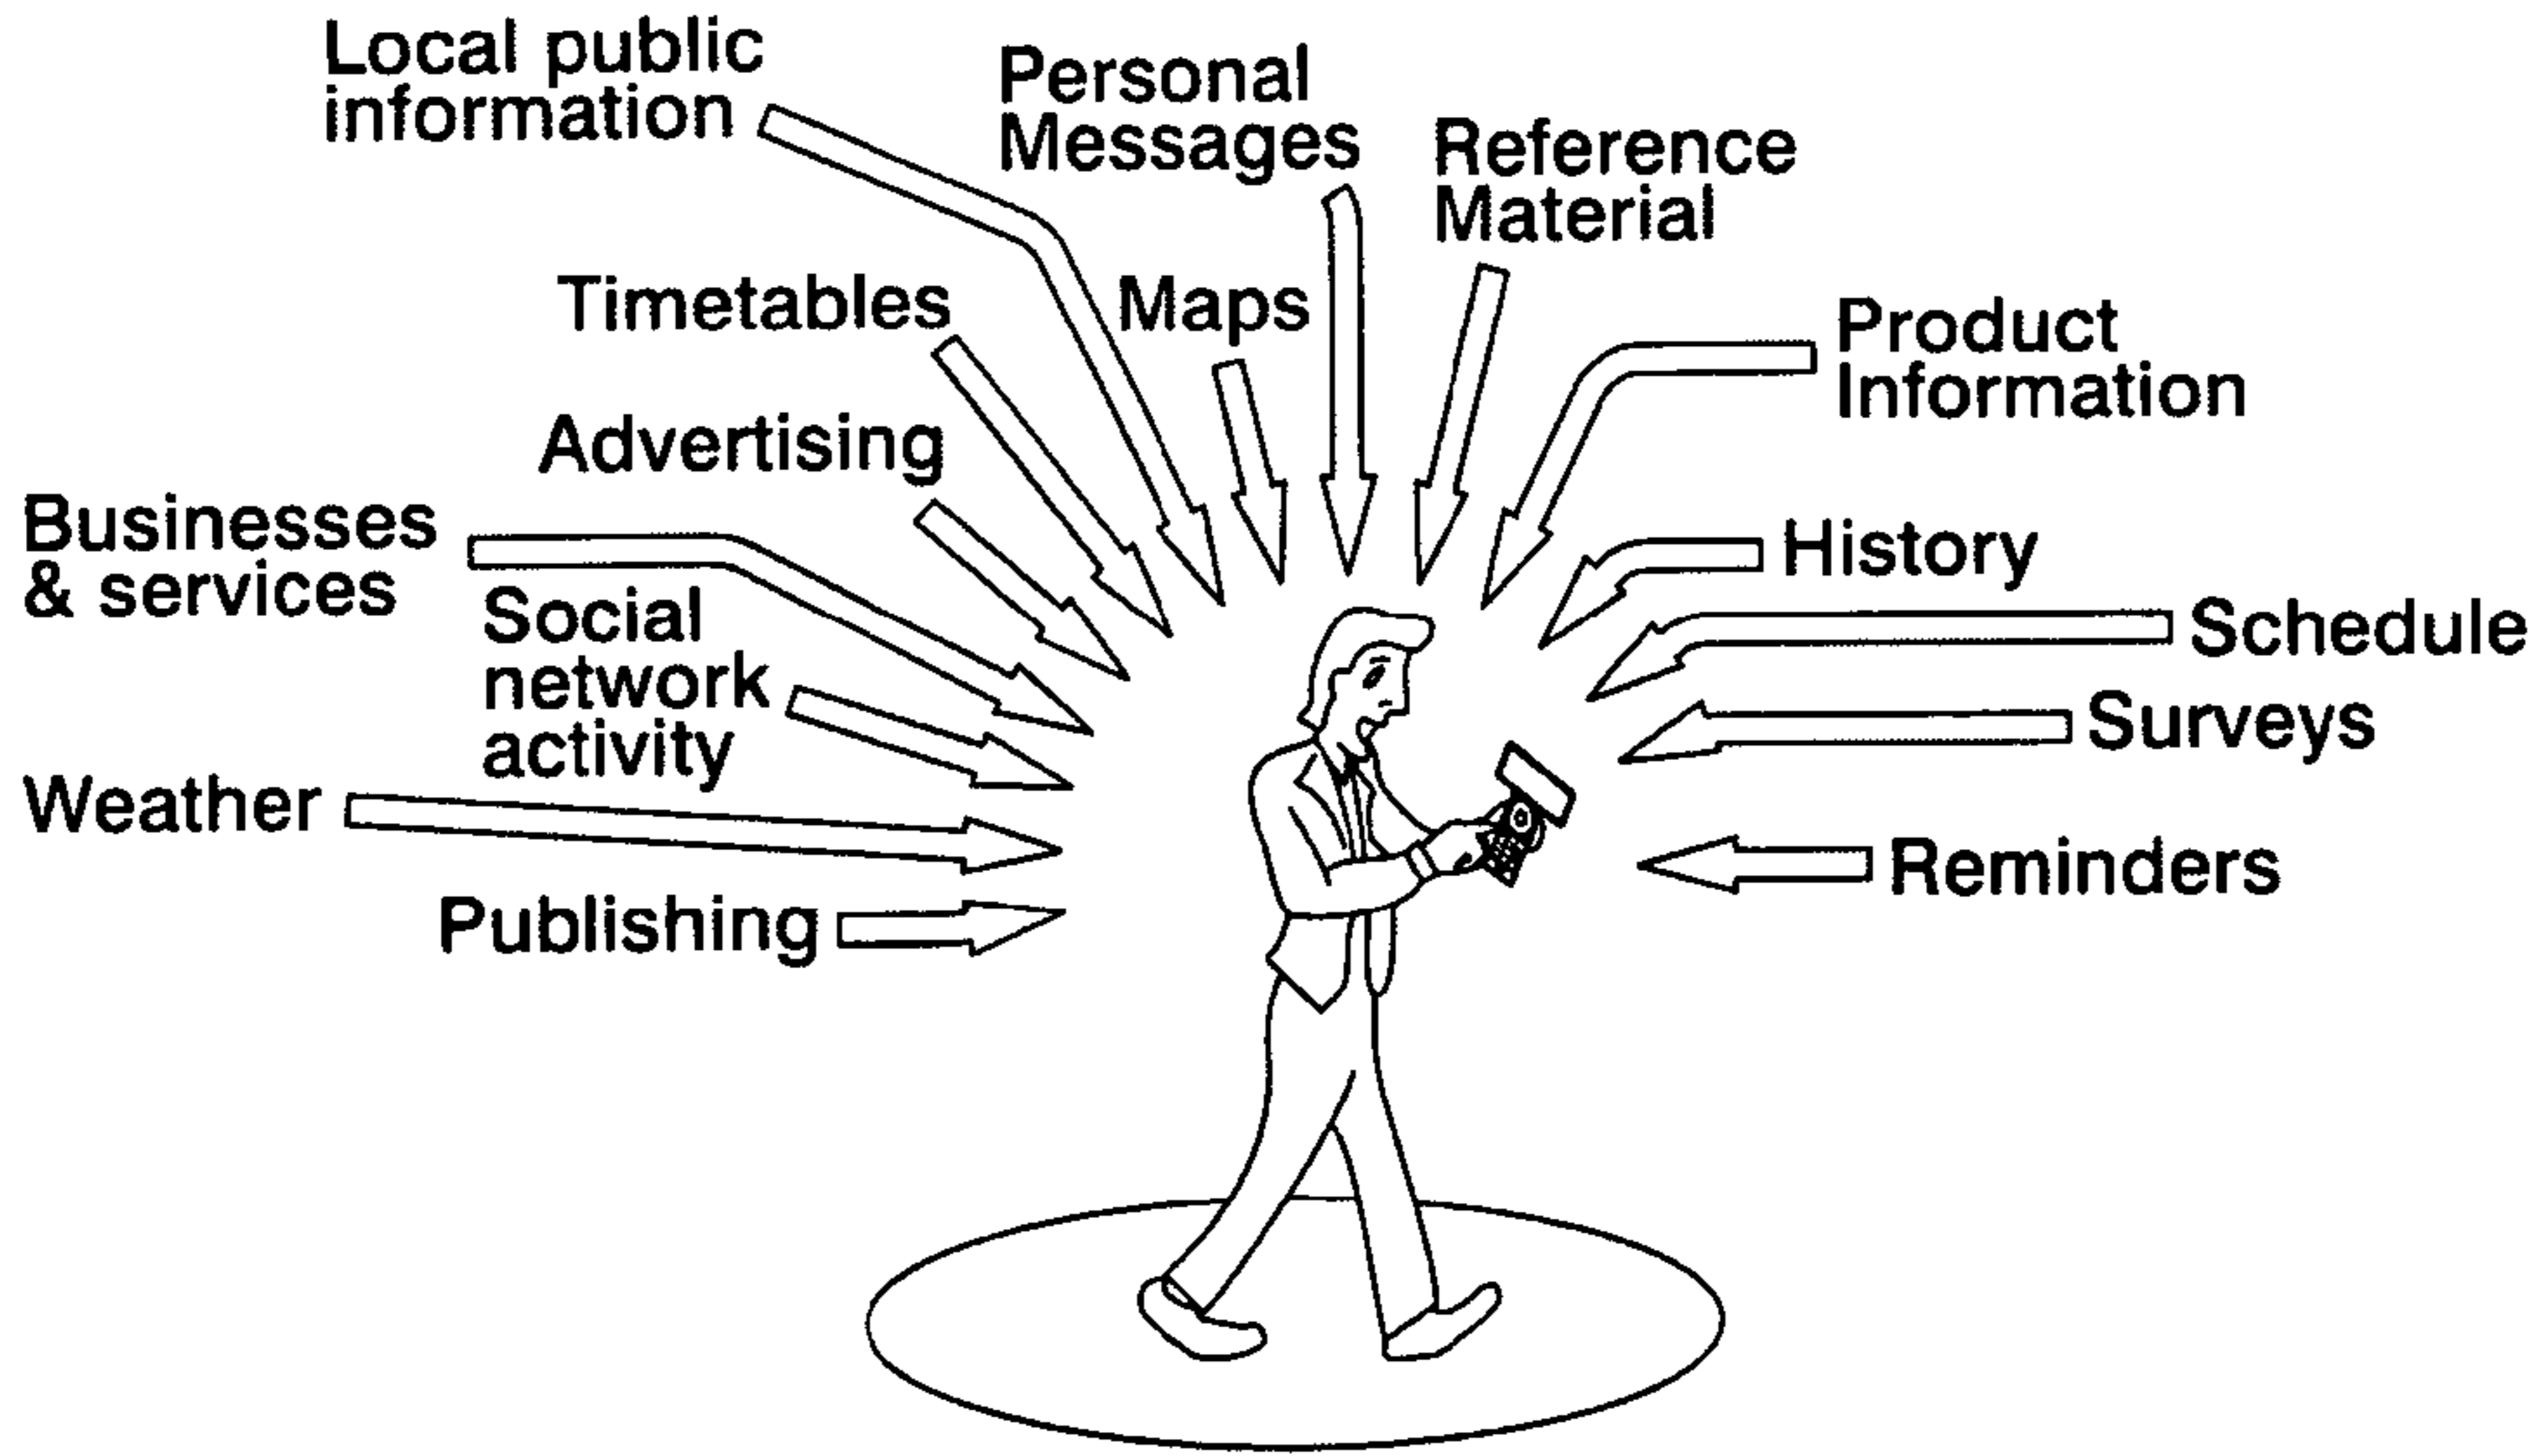 Local public
information
Personal
Messages
Reference
Material
Timetables
Maps
Product
Information
Advertising
Businesses
& services
History
Social
network
activity
Schedule
Surveys
Weather
Reminders
Publishing